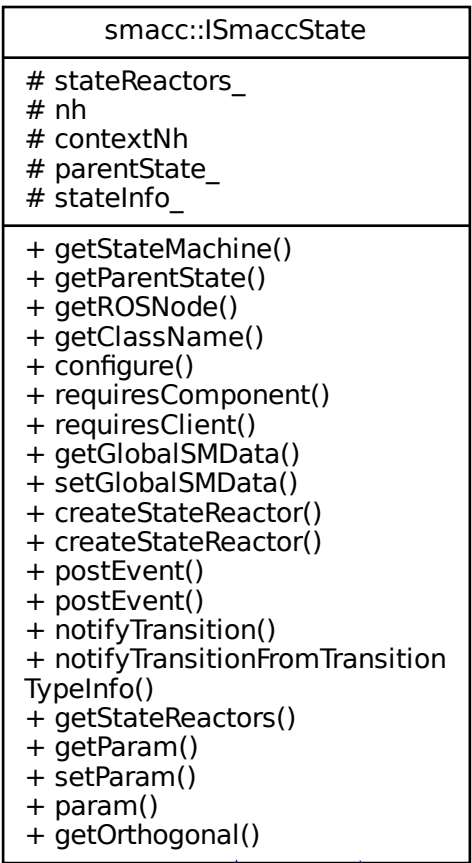 smacc::ISmaccState
# stateReactors_
# nh
# contextNh
# parentState_
# stateInfo_
+ getStateMachine()
+ getParentState()
+ getROSNode()
+ getClassName()
+ configure()
+ requiresComponent()
+ requiresClient()
+ getGlobalSMData()
+ setGlobalSMData()
+ createStateReactor()
+ createStateReactor()
+ postEvent()
+ postEvent()
+ notifyTransition()
+ notifyTransitionFromTransition
TypeInfo()
+ getStateReactors()
+ getParam()
+ setParam()
+ param()
+ getOrthogonal()